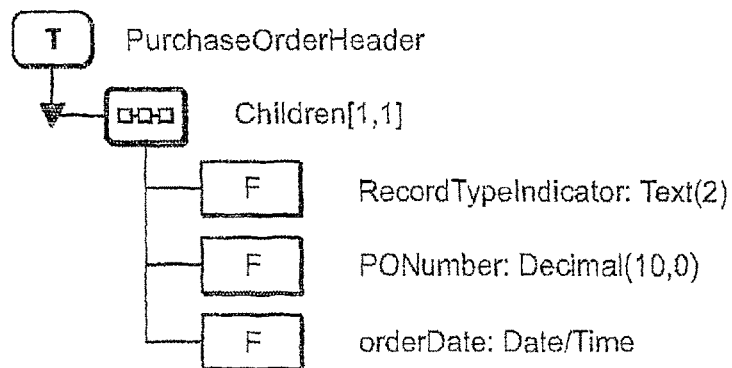 T PurchaseOrderHeader
Children[1,1]
F RecordTypeIndicator: Text(2)
F PONumber: Decimal(10,0)
F orderDate: Date/Time